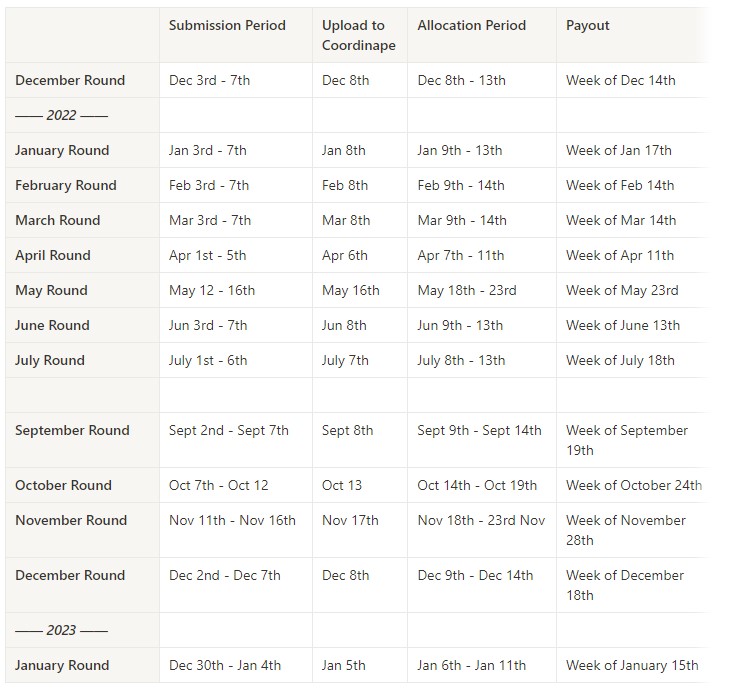 Submission Period Upload to Coordinape Allocation Period Payout
December Round Dec 3rd - 7th Dec 8th Dec 8th - 13th Week of Dec 14th
—— 2022 ——
January Round Jan 3rd - 7th Jan 8th Jan 9th - 13th Week of Jan 17th
February Round Feb 3rd - 7th Feb 8th Feb 9th - 14th Week of Feb 14th
March Round Mar 3rd - 7th Mar 8th Mar 9th - 14th Week of Mar 14th
April Round Apr 1st - 5th Apr 6th Apr 7th - 11th Week of Apr 11th
May Round May 12 - 16th May 16th May 18th - 23rd Week of May 23rd
June Round Jun 3rd - 7th Jun 8th Jun 9th - 13th Week of June 13th
July Round July 1st - 6th July 7th July 8th - 13th Week of July 18th
September Round Sept 2nd - Sept 7th Sept 8th Sept 9th - Sept 14th Week of September 19th
October Round Oct 7th - Oct 12 Oct 13 Oct 14th - Oct 19th Week of October 24th
November Round Nov 11th - Nov 16th Nov 17th Nov 18th - 23rd Nov Week of November 28th
December Round Dec 2nd - Dec 7th Dec 8th Dec 9th - Dec 14th Week of December 18th
—— 2023 ——
January Round Dec 30th - Jan 4th Jan 5th Jan 6th - Jan 11th Week of January 15th